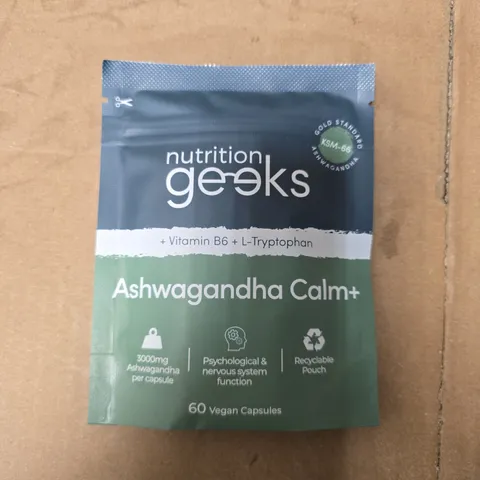 GOLD STANDARD
KSM-66
ASHWAGANDHA
nutrition
geeks
+ Vitamin B6 + L-Tryptophan
Ashwagandha Calm+
3000mg
Ashwagandha
per capsule
Psychological &
nervous system
function
Recyclable
Pouch
60 Vegan Capsules